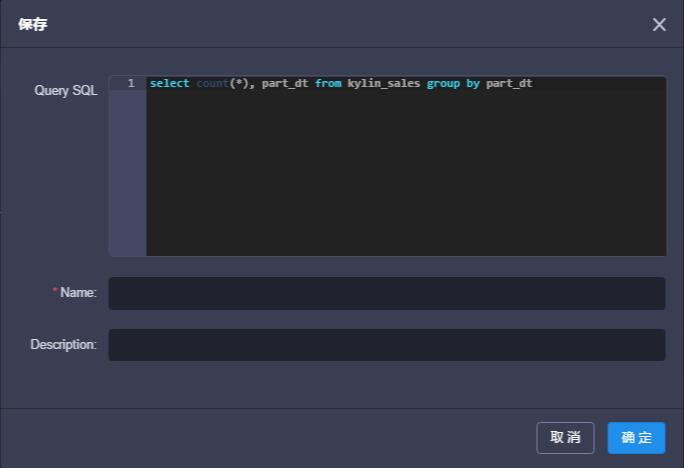 保存
Query SQL
1 select count(*), part_dt from kylin_sales group by part_dt
* Name:
Description:
取消 确定